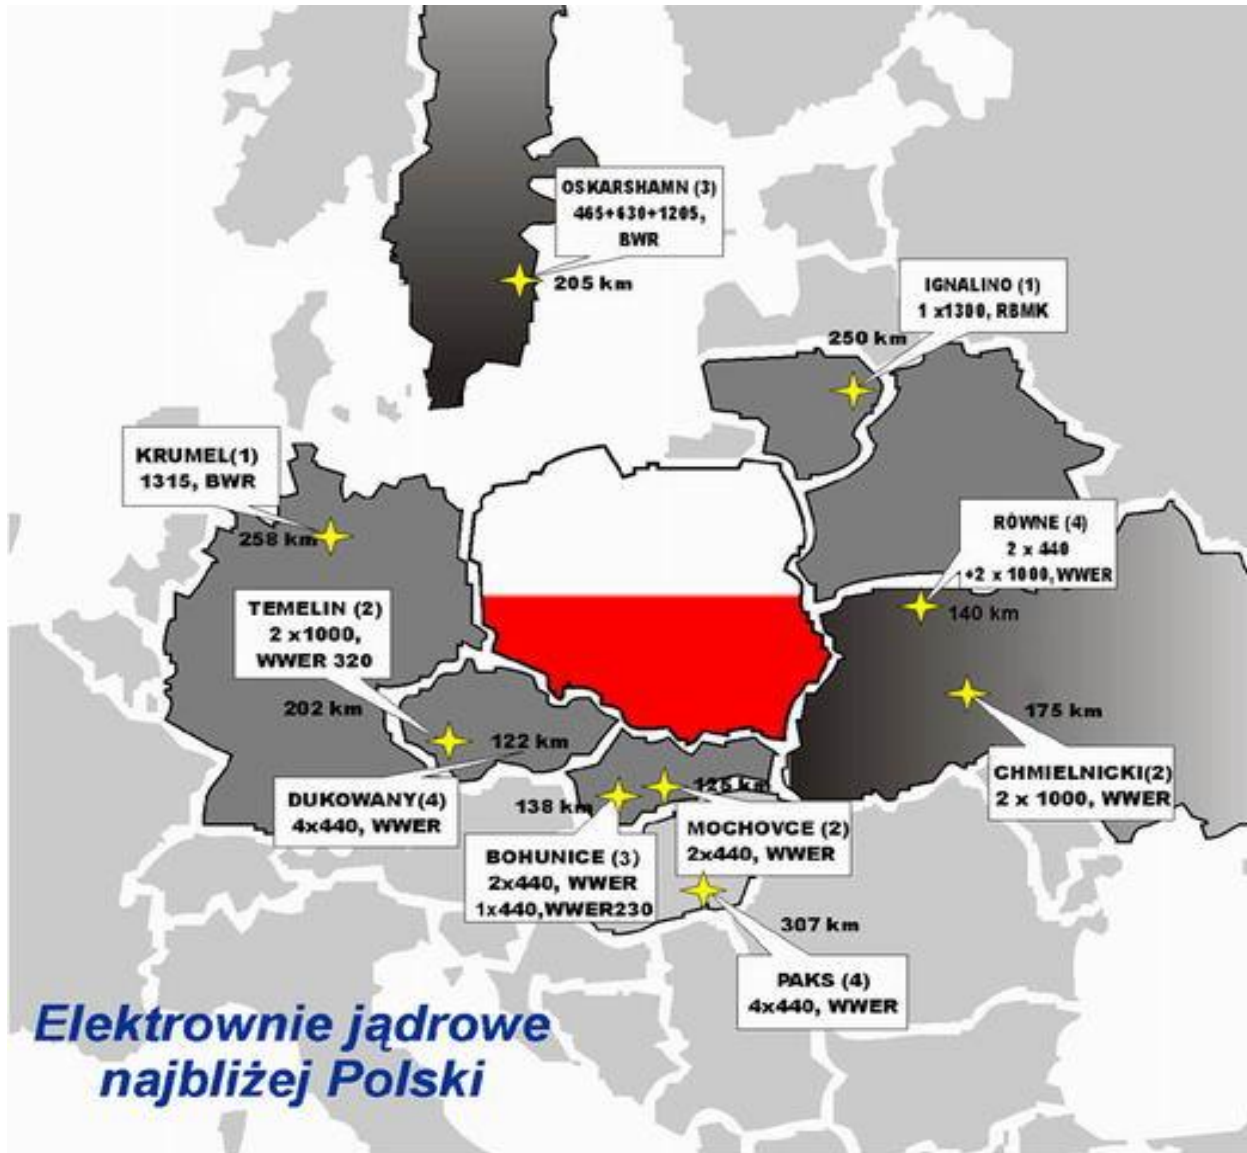 OSKARSHAMN (3)
465+630+1205,
BWR
205 km
IGNALINO (1)
1 x1300, RBMK
250 km
KRUMEL(1)
1315, BWR
258 km
RÓWNE (4)
2 x 440
+2 x 1000, WWER
140 km
TEMELIN (2)
2 x1000,
WWER 320
202 km
122 km
175 km
DUKOWANY(4)
4x440, WWER
CHMIELNICKI(2)
2 x 1000, WWER
125 km
138 km
MOCHOVCE (2)
2x440, WWER
BOHUNICE (3)
2x440, WWER
1x440,WWER230
307 km
PAKS (4)
4x440, WWER
Elektrownie jądrowe
najbliżej Polski